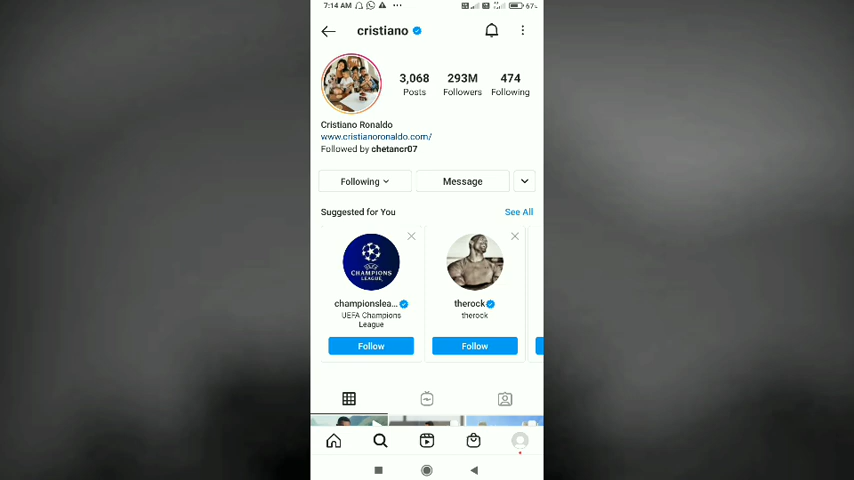 7:14 AM
67
cristiano
3,068 293M 474
Posts Followers Following
Cristiano Ronaldo
www.cristianoronaldo.com/
Followed by chetancr07
Following Message
Suggested for You See All
CHAMPIONS
LEAGUE
championslea... therock
UEFA Champions therock
League
Follow Follow